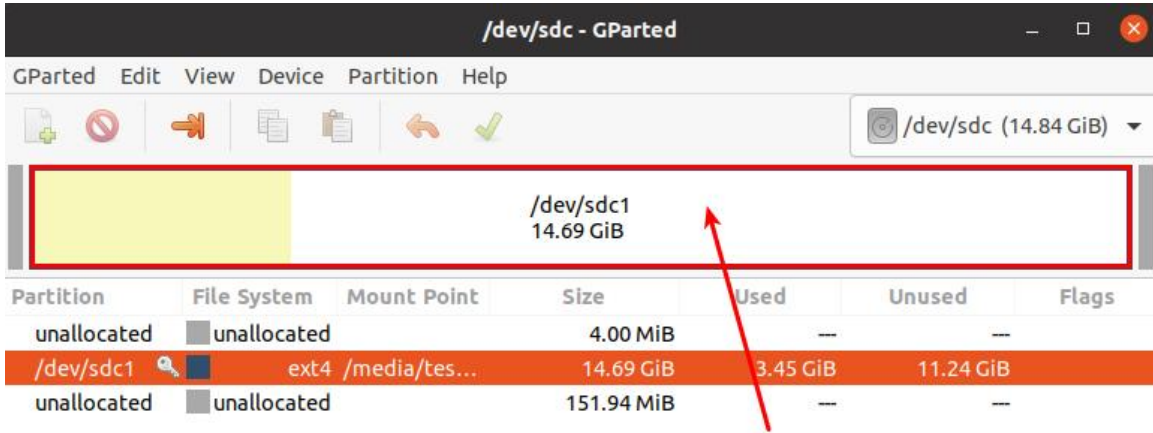 /dev/sdc - GParted
GParted Edit View Device Partition Help
/dev/sdc (14.84 GiB)
/dev/sdc1
14.69 GiB
Partition File System Mount Point Size Used Unused Flags
unallocated unallocated 4.00 MiB --- ---
/dev/sdc1 ext4 /media/tes... 14.69 GiB 3.45 GiB 11.24 GiB
unallocated unallocated 151.94 MiB --- ---